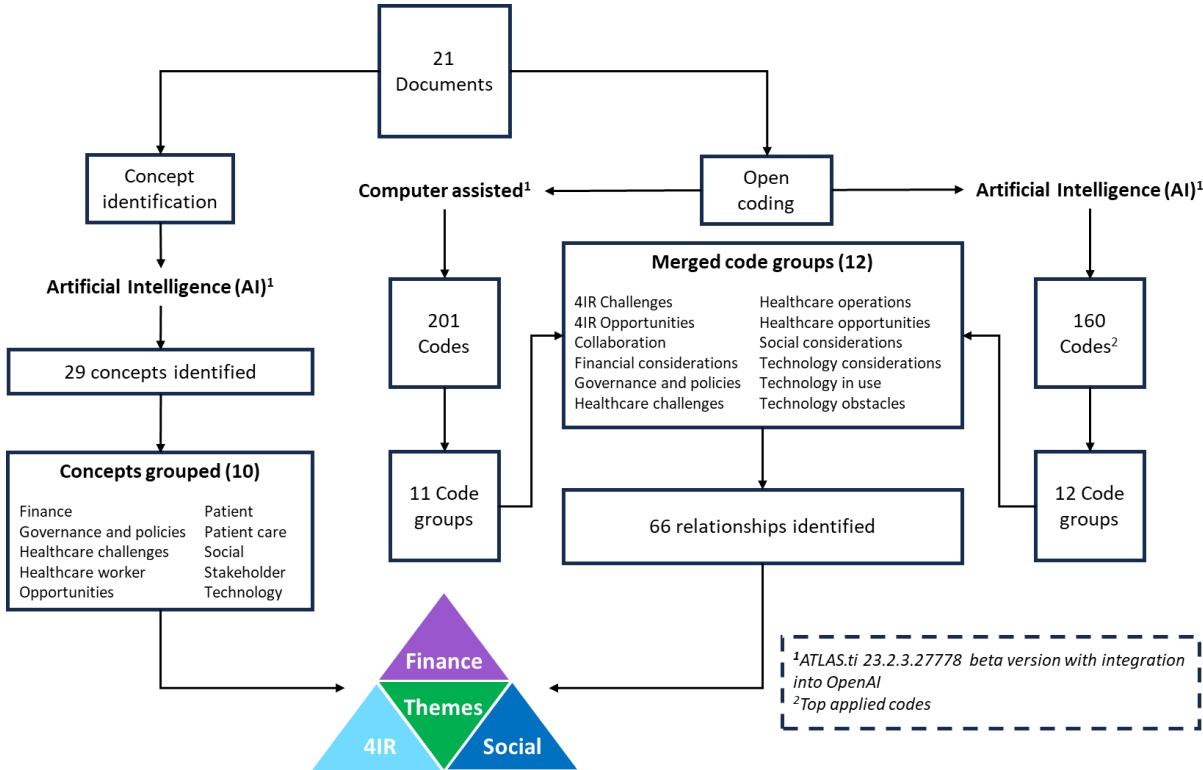 21
Documents
Concept
identification
Computer assisted¹
Open
coding
Artificial Intelligence (AI)¹
Artificial Intelligence (AI)¹
29 concepts identified
Concepts grouped (10)
Finance
Governance and policies
Healthcare challenges
Healthcare worker
Opportunities
Patient
Patient care
Social
Stakeholder
Technology
201
Codes
11 Code
groups
Merged code groups (12)
4IR Challenges
4IR Opportunities
Collaboration
Financial considerations
Governance and policies
Healthcare challenges
Healthcare operations
Healthcare opportunities
Social considerations
Technology considerations
Technology in use
Technology obstacles
160
Codes²
12 Code
groups
66 relationships identified
Finance
Themes
4IR
Social
¹ATLAS.ti 23.2.3.27778 beta version with integration
into OpenAI
²Top applied codes